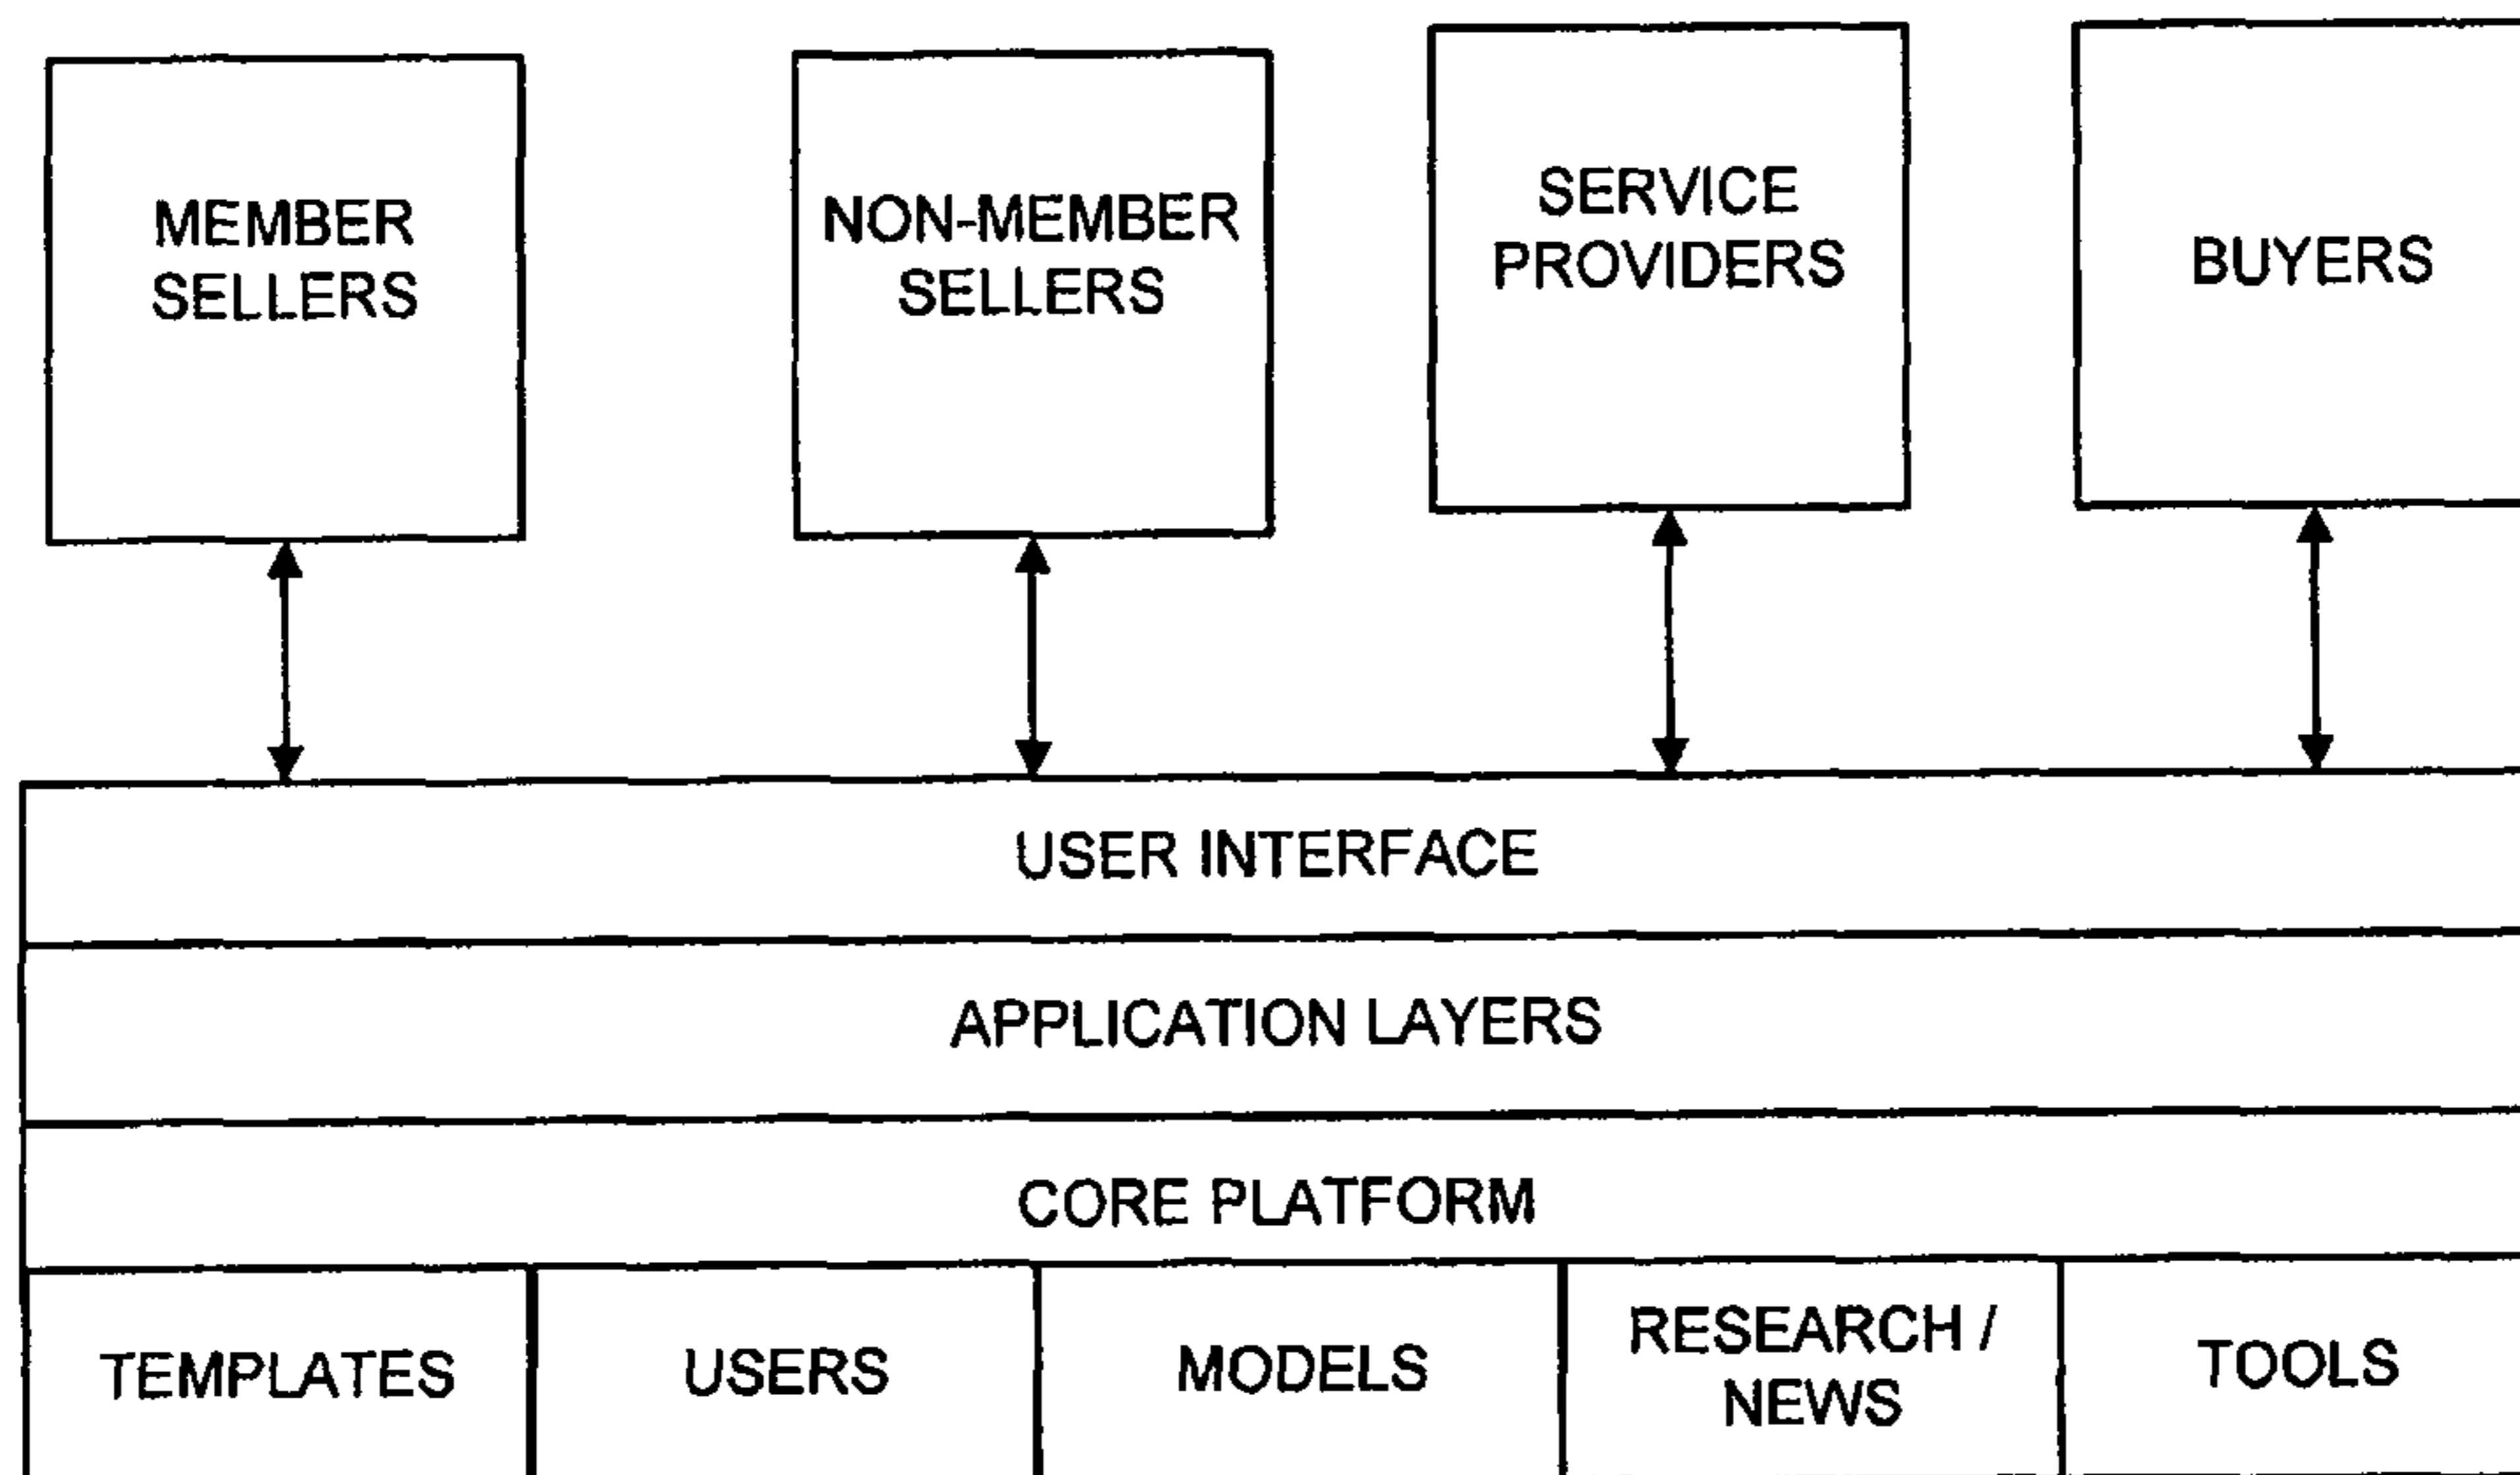 MEMBER
SELLERS
NON-MEMBER
SELLERS
SERVICE
PROVIDERS
BUYERS
USER INTERFACE
APPLICATION LAYERS
CORE PLATFORM
TEMPLATES
USERS
MODELS
RESEARCH /
NEWS
TOOLS